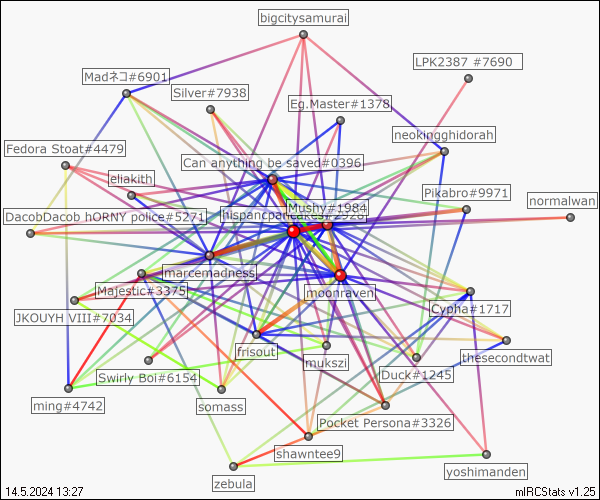 bigcitysamurai
LPK2387 #7690
Madネコ#6901
Silver#7938
Eg.Master#1378
neokingghidorah
Fedora Stoat#4479
Can anything be saved#0396
eliakith
Pikabro#9971
normalwan
Mushy#1984
DacobDacob hORNY police#5271
hispancpancakes#2928
marcemadness
Majestic#3375
moonraven
Cypha#1717
JKOUYH VIII#7034
frisout
thesecondtwat
mukszi
Swirly Boi#6154
Duck#1245
ming#4742
somass
Pocket Persona#3326
shawntee9
yoshimanden
zebula
14.5.2024 13:27
mIRCStats v1.25